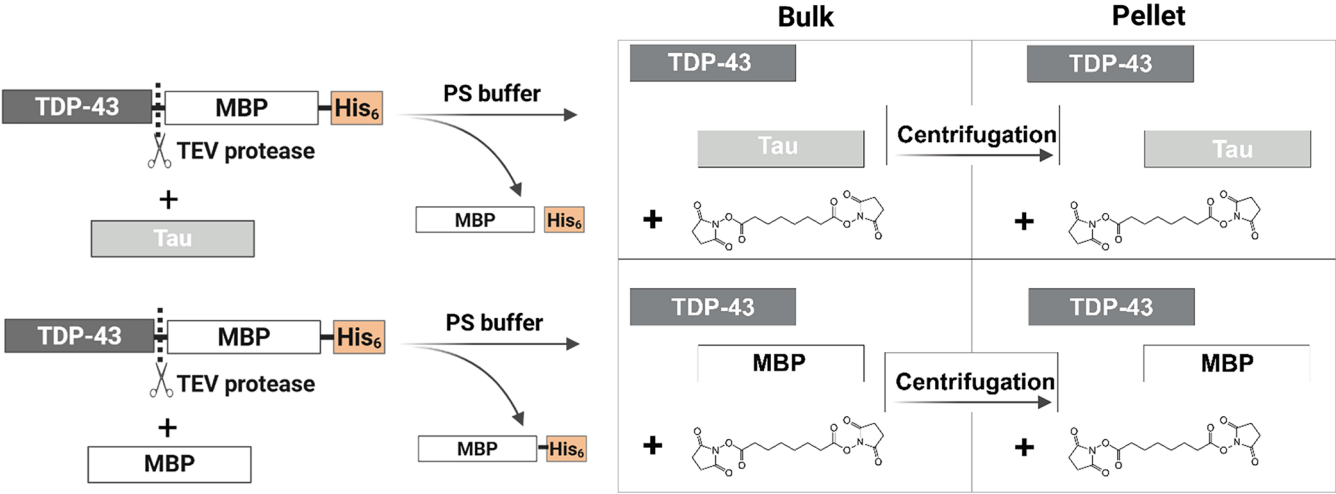 Bulk
Pellet
TDP-43 MBP His₆
TEV protease
+
Tau
PS buffer
MBP His₆
TDP-43
Tau
+ O O N O O O O O N O O
Centrifugation
TDP-43
Tau
+ O O N O O O O O N O O
TDP-43 MBP His₆
TEV protease
+
MBP
PS buffer
MBP His₆
TDP-43
MBP
+ O O N O O O O O N O O
Centrifugation
TDP-43
MBP
+ O O N O O O O O N O O